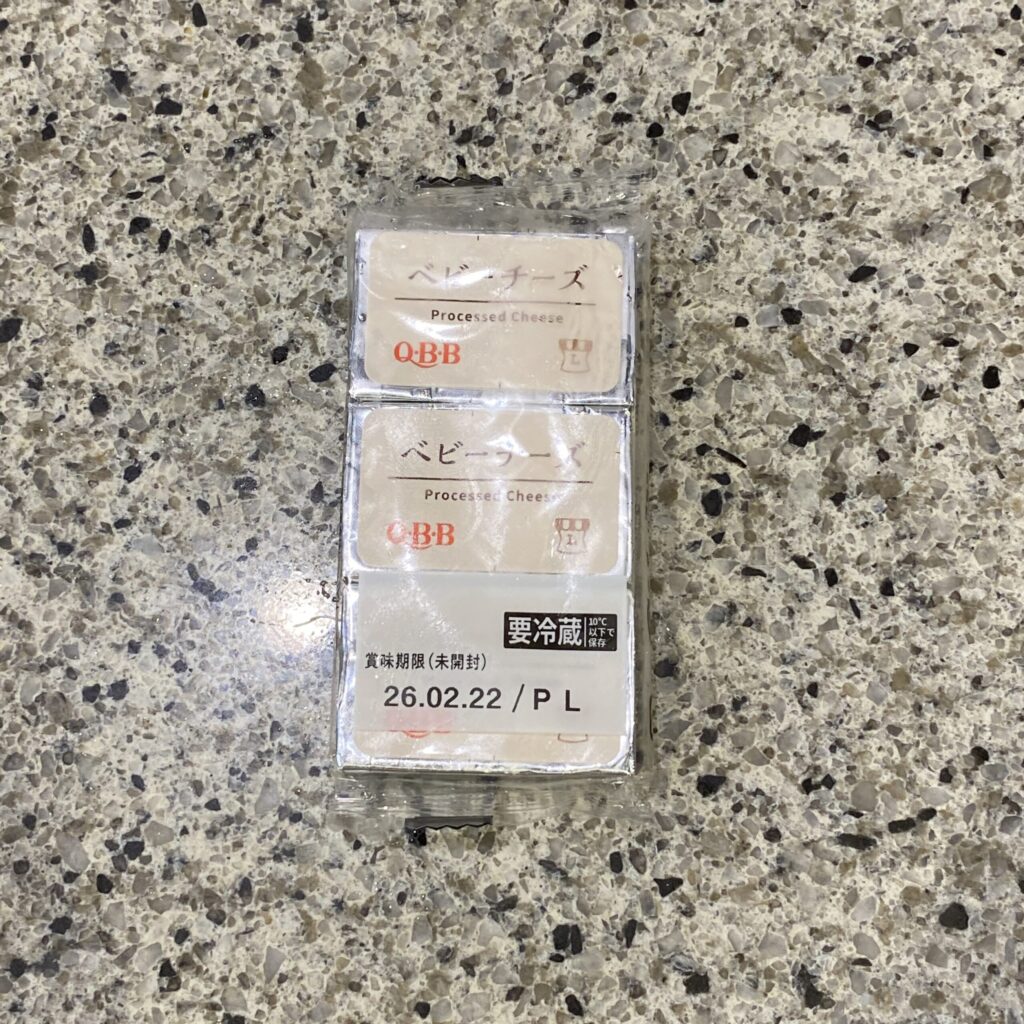 ベビーチーズ
Processed Cheese
Q·B·B
L
ベビーチーズ
Processed Cheese
Q·B·B
L
要冷蔵 10℃以下で保存
賞味期限(未開封)
26.02.22 / P L